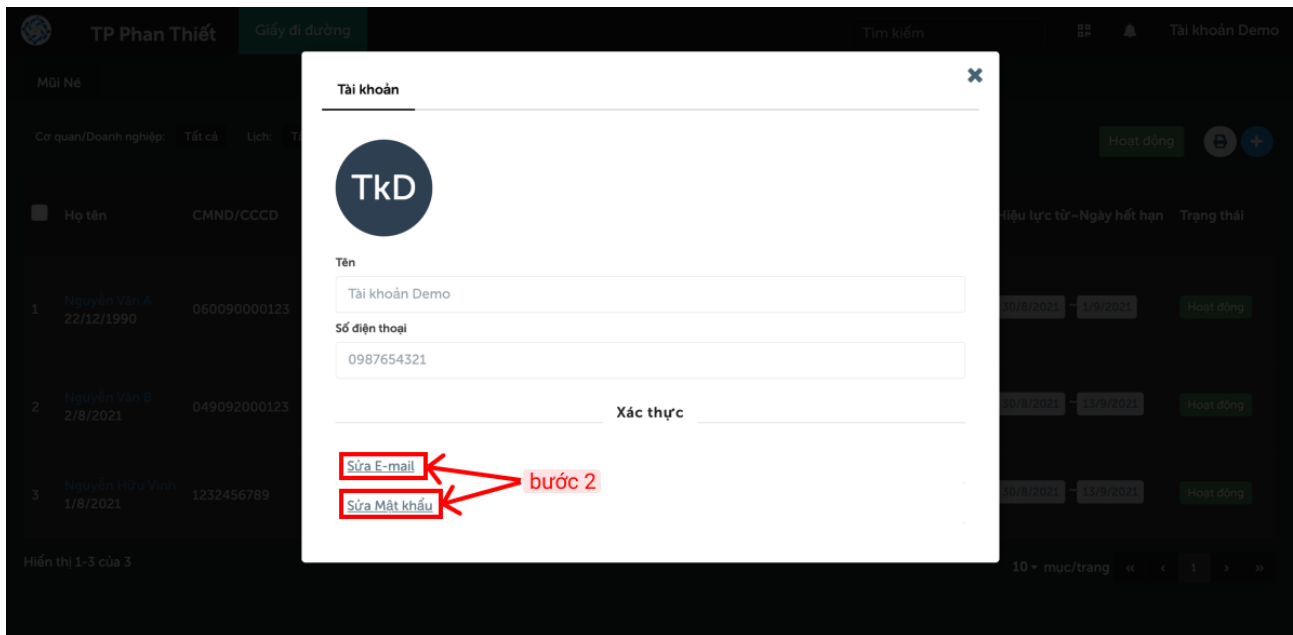 TP Phan Thiết Giấy đi đường Tìm kiếm Tài khoản Demo
Mũi Né
Cơ quan/Doanh nghiệp: Tất cả Lịch:
Hoạt động
Tài khoản
TkD
Họ tên CMND/CCCD Hiệu lực từ~Ngày hết hạn Trạng thái
Tên
Tài khoản Demo
1 Nguyễn Văn A 060090000123 30/8/2021 ~ 1/9/2021 Hoạt động
22/12/1990
Số điện thoại
0987654321
2 Nguyễn Văn B 049092000123 30/8/2021 ~ 13/9/2021 Hoạt động
2/8/2021
Xác thực
Sửa E-mail
bước 2
Sửa Mật khẩu
3 Nguyễn Hữu Vinh 1232456789 30/8/2021 ~ 13/9/2021 Hoạt động
1/8/2021
Hiển thị 1-3 của 3 10 mục/trang « ‹ 1 › »